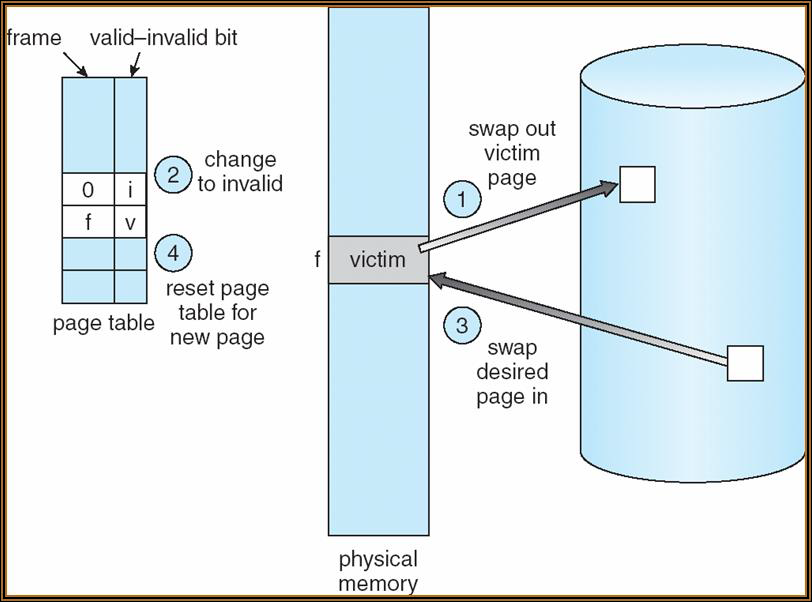 frame
valid–invalid bit
0 i
f v
page table
2
change
to invalid
4
reset page
table for
new page
f
victim
physical
memory
1
swap out
victim
page
3
swap
desired
page in